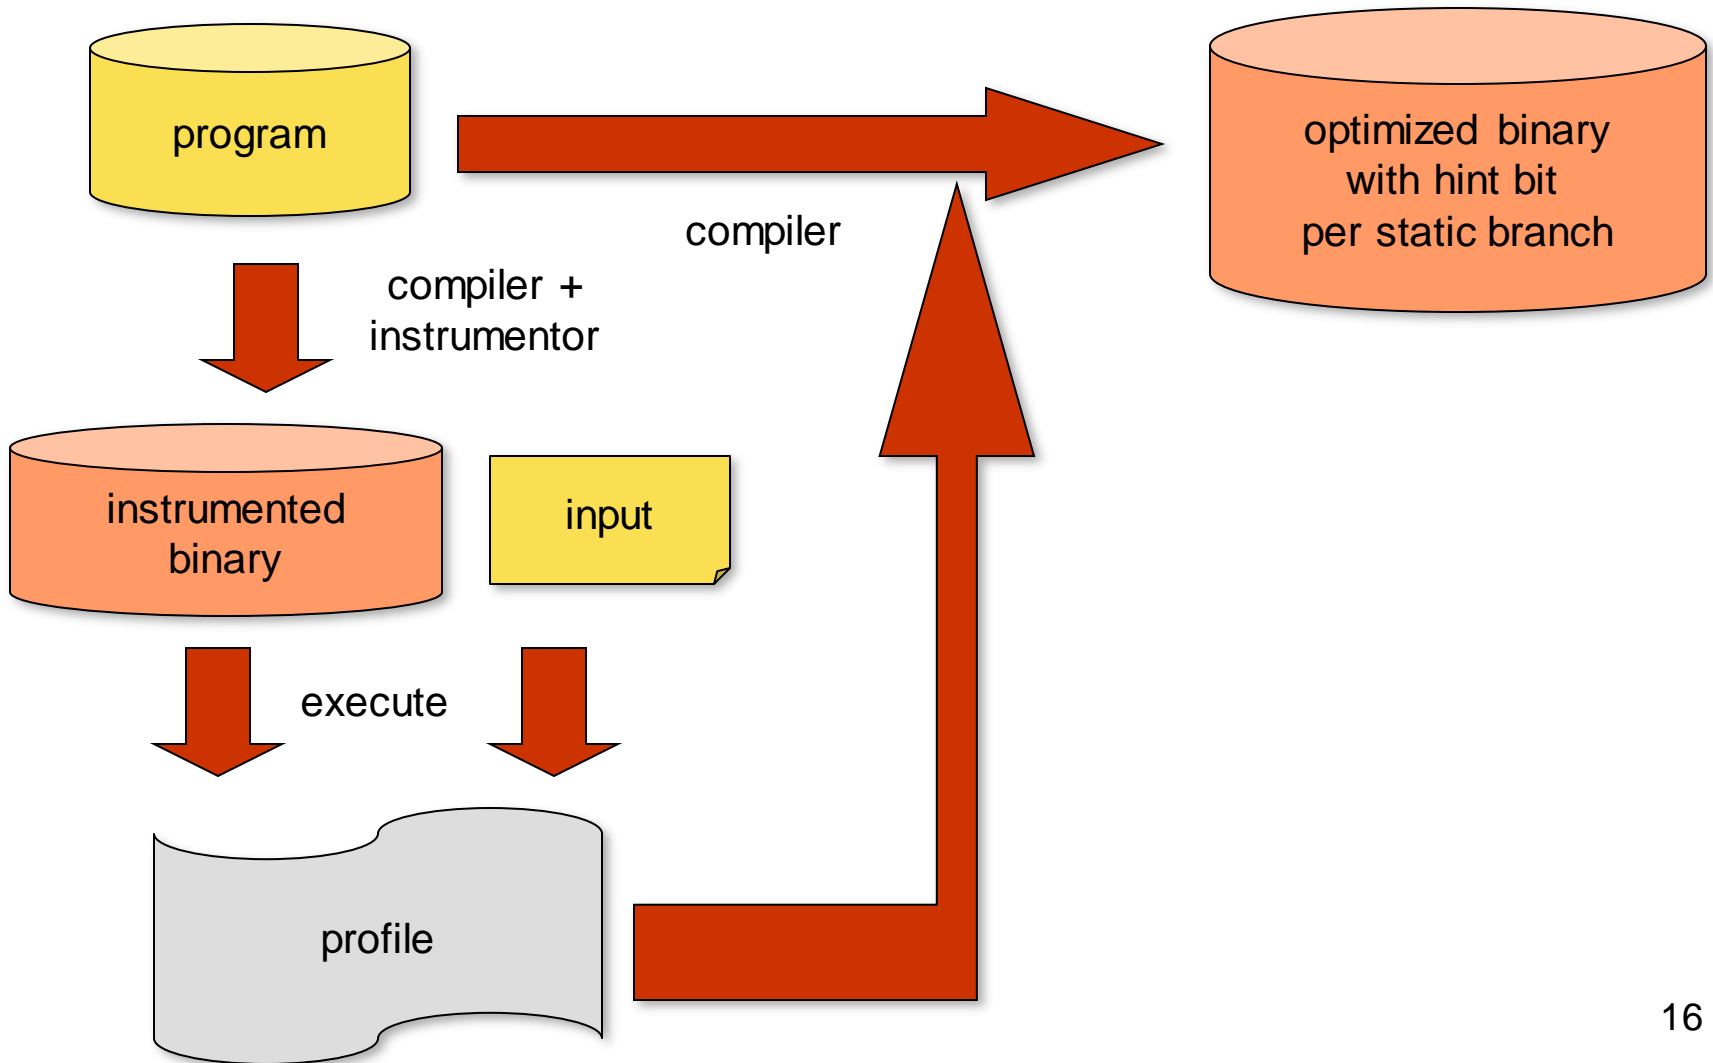 program
optimized binary
with hint bit
per static branch
compiler
compiler +
instrumentor
instrumented
binary
input
execute
profile
16